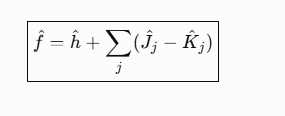 f̂ = ĥ + ∑_j (Ĵ_j − K̂_j)